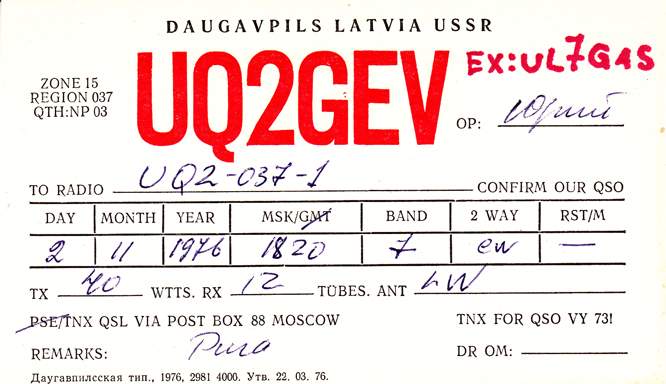 DAUGAVPILS LATVIA USSR
UQ2GEV
EX:UL7GAS
ZONE 15
REGION 037
QTH:NP 03
OP: Юрий
TO RADIO UQ2-037-1 CONFIRM OUR QSO
DAY MONTH YEAR MSK/GMT BAND 2 WAY RST/M
2 11 1976 1820 7 cw —
TX 40 WTTS. RX 12 TUBES. ANT LW
PSE/TNX QSL VIA POST BOX 88 MOSCOW TNX FOR QSO VY 73!
REMARKS: Рига DR OM:
Даугавпилсская тип., 1976, 2981 4000. Утв. 22. 03. 76.